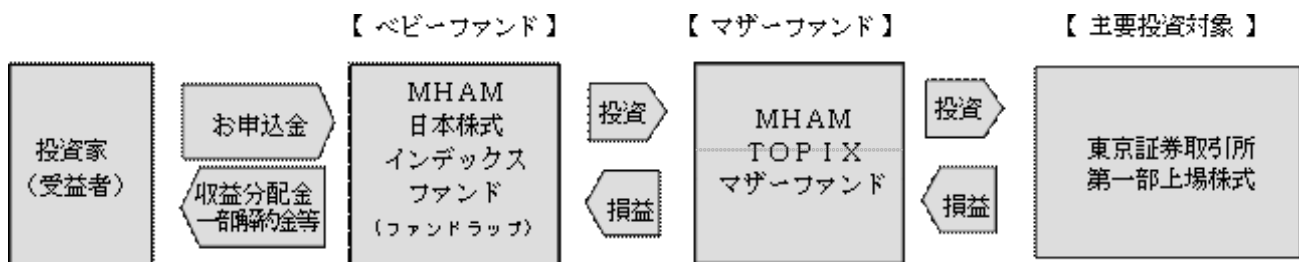 【 ベビーファンド 】
【 マザーファンド 】
【 主要投資対象 】
投資家
（受益者）
お申込金
収益分配金
一部解約金等
MHAM
日本株式
インデックス
ファンド
（ファンドラップ）
投資
損益
MHAM
TOPIX
マザーファンド
投資
損益
東京証券取引所
第一部上場株式